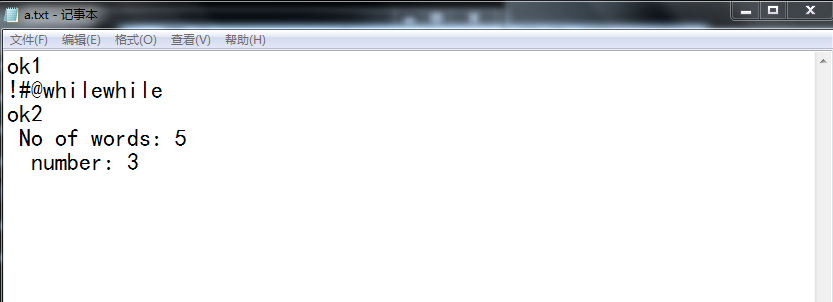 a.txt - 记事本
文件(F) 编辑(E) 格式(O) 查看(V) 帮助(H)
ok1
!#@whilewhile
ok2
 No of words: 5
  number: 3